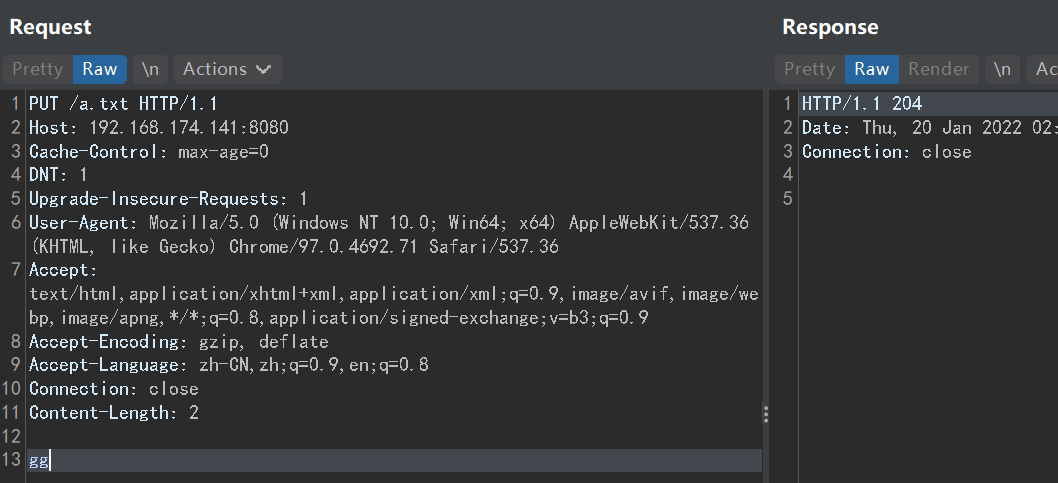 Request
Pretty Raw \n Actions
1 PUT /a.txt HTTP/1.1
2 Host: 192.168.174.141:8080
3 Cache-Control: max-age=0
4 DNT: 1
5 Upgrade-Insecure-Requests: 1
6 User-Agent: Mozilla/5.0 (Windows NT 10.0; Win64; x64) AppleWebKit/537.36
(KHTML, like Gecko) Chrome/97.0.4692.71 Safari/537.36
7 Accept:
text/html,application/xhtml+xml,application/xml;q=0.9,image/avif,image/we
bp,image/apng,*/*;q=0.8,application/signed-exchange;v=b3;q=0.9
8 Accept-Encoding: gzip, deflate
9 Accept-Language: zh-CN,zh;q=0.9,en;q=0.8
10 Connection: close
11 Content-Length: 2
12
13 gg
Response
Pretty Raw Render \n Ac
1 HTTP/1.1 204
2 Date: Thu, 20 Jan 2022 02:
3 Connection: close
4
5